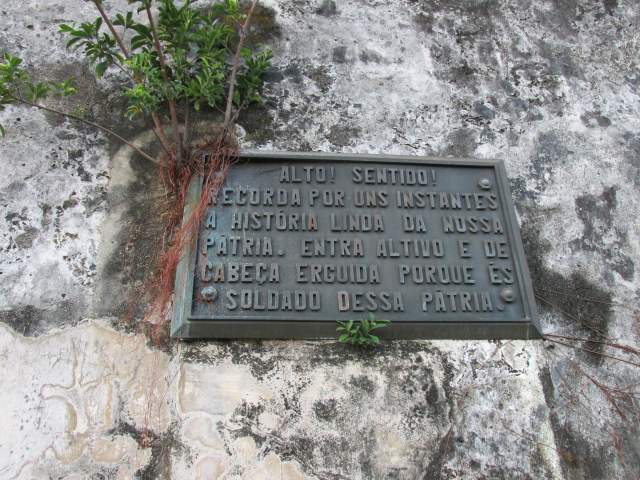 ALTO! SENTIDO!
RECORDA POR UNS INSTANTES
A HISTÓRIA LINDA DA NOSSA
PÁTRIA. ENTRA ALTIVO E DE
CABEÇA ERGUIDA PORQUE ÉS
SOLDADO DESSA PÁTRIA.